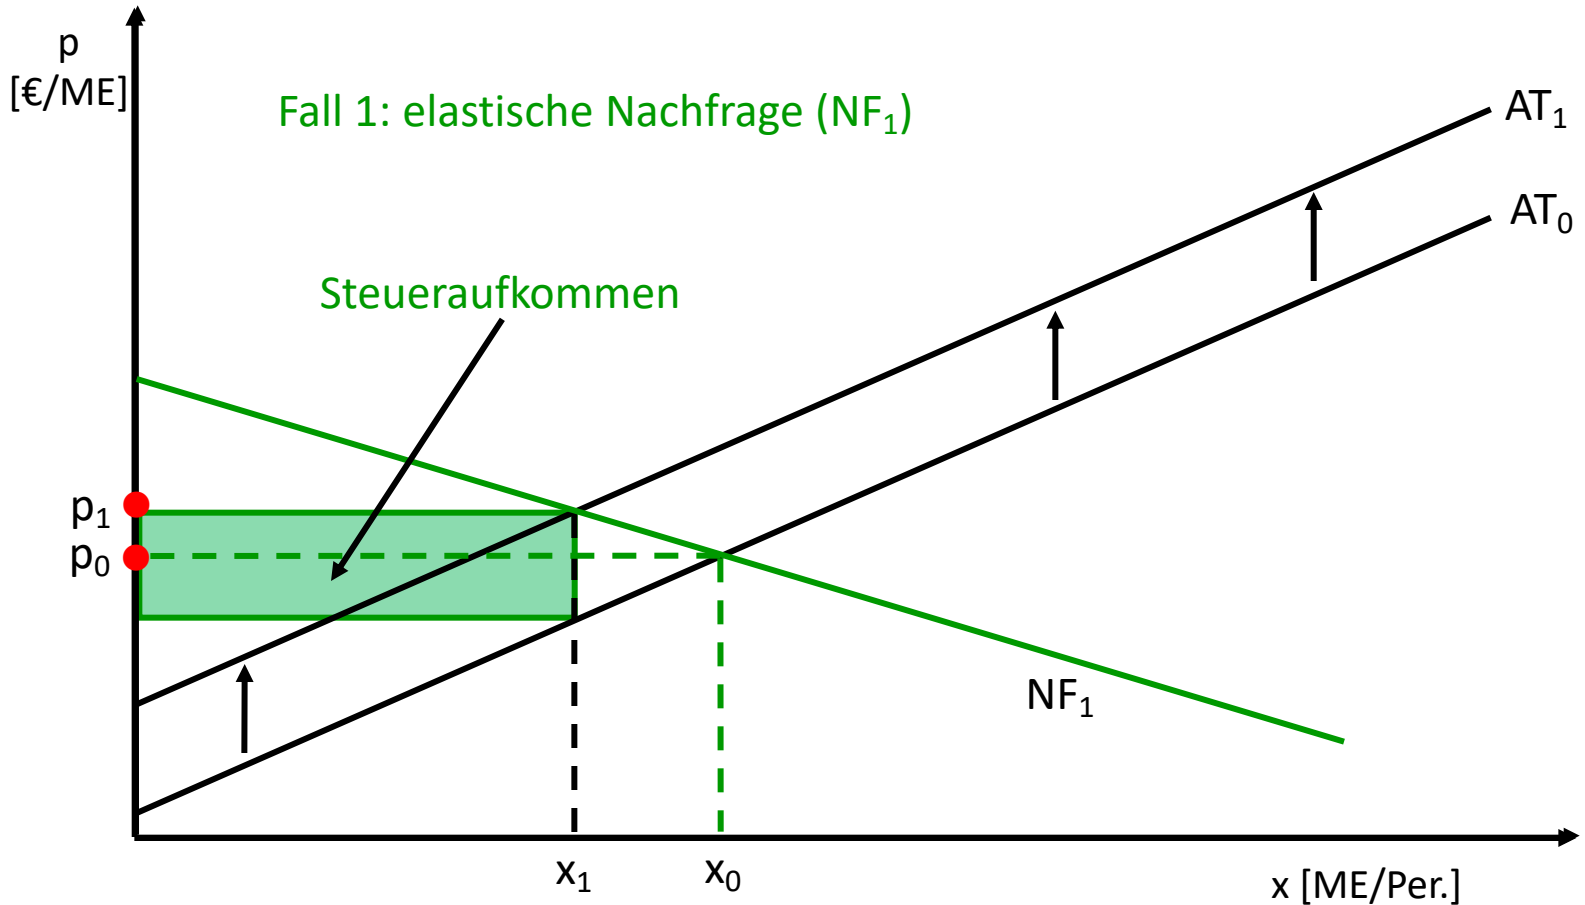 p
[€/ME]
Fall 1: elastische Nachfrage (NF₁)
AT₁
AT₀
Steueraufkommen
p₁
p₀
NF₁
x₁
x₀
x [ME/Per.]